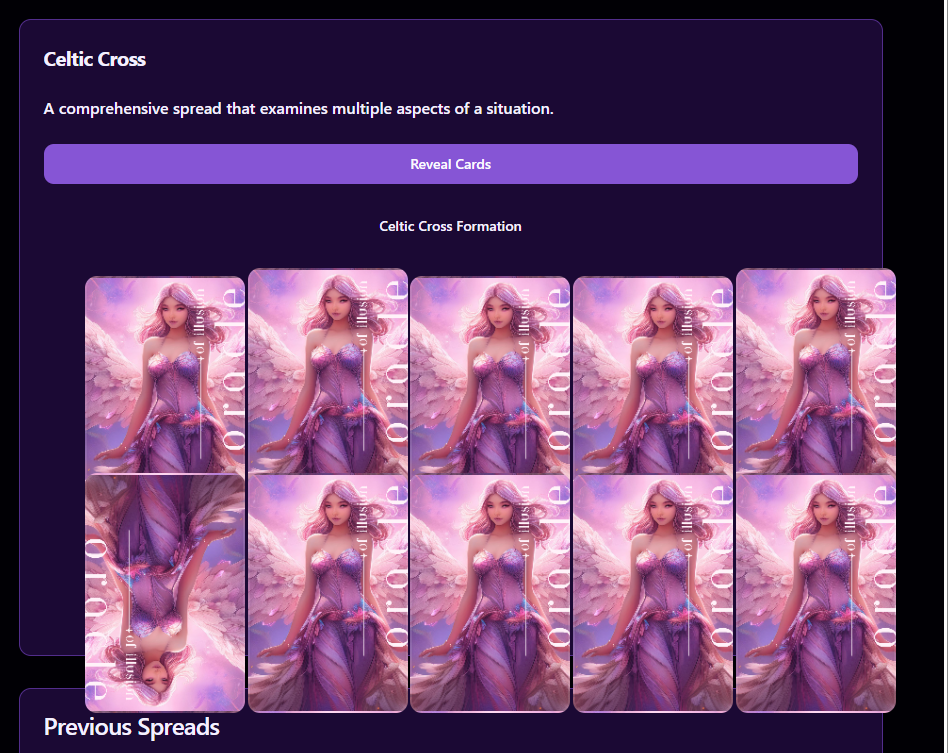 Celtic Cross
A comprehensive spread that examines multiple aspects of a situation.
Reveal Cards
Celtic Cross Formation
of illusion
oracle
of illusion
oracle
of illusion
oracle
of illusion
oracle
of illusion
oracle
of illusion
oracle
of illusion
oracle
of illusion
oracle
of illusion
oracle
of illusion
oracle
Previous Spreads